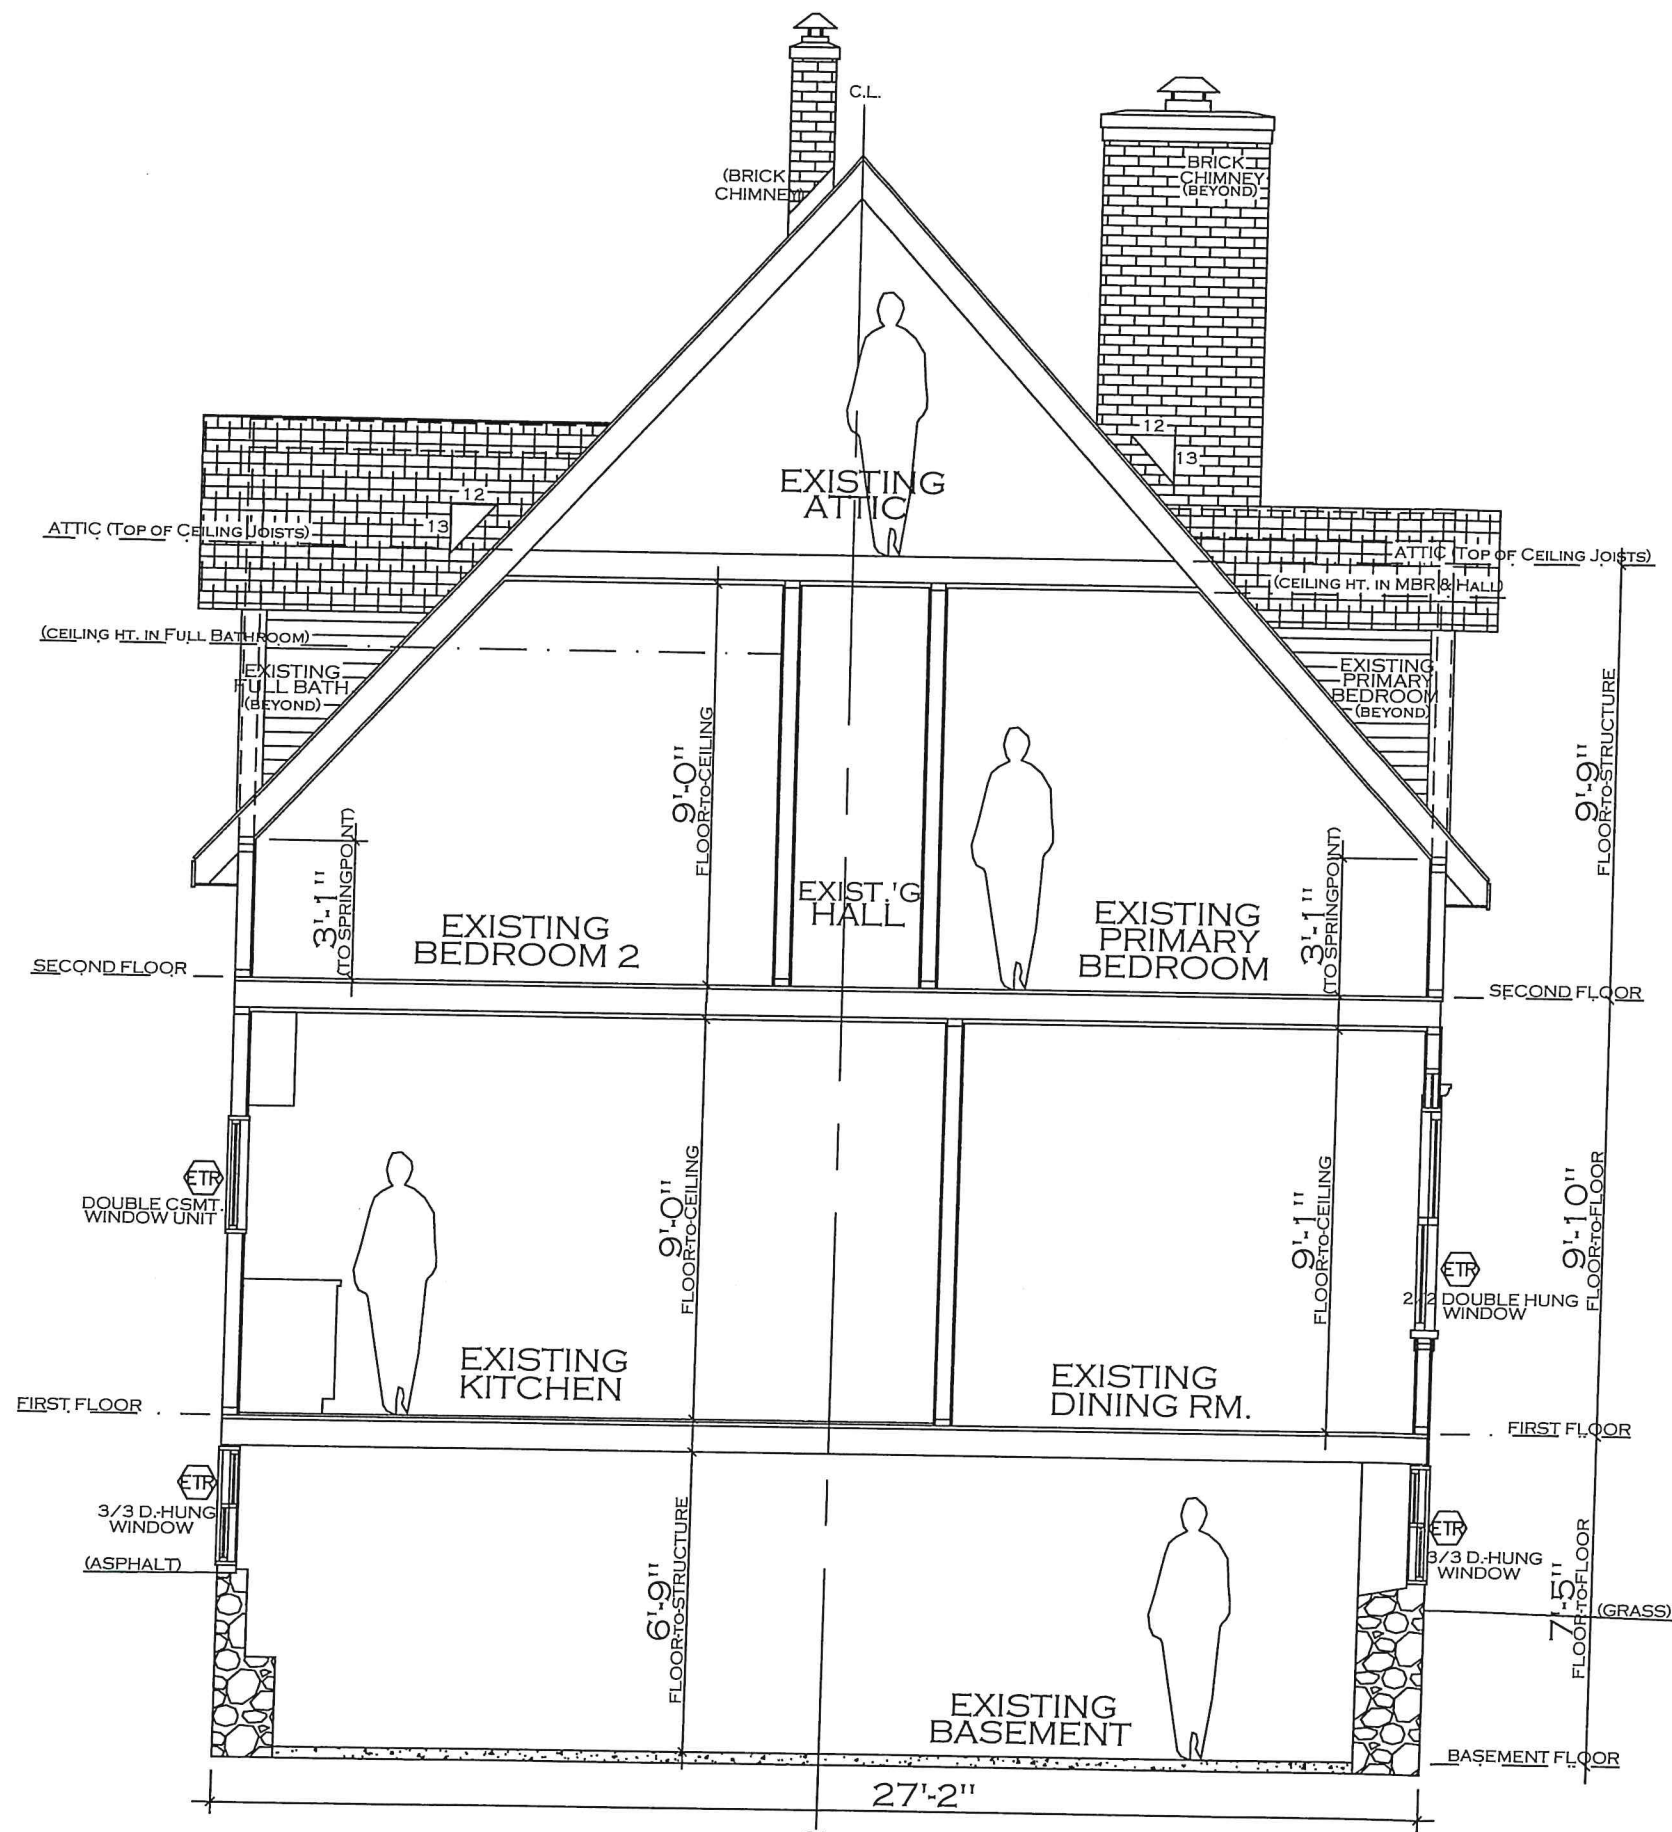 C.L.
(BRICK
CHIMNEY)
BRICK
CHIMNEY
(BEYOND)
12
13
12
13
EXISTING
ATTIC
ATTIC (TOP OF CEILING JOISTS)
ATTIC (TOP OF CEILING JOISTS)
(CEILING HT. IN MBR & HALL)
(CEILING HT. IN FULL BATHROOM)
EXISTING
FULL BATH
(BEYOND)
EXISTING
PRIMARY
BEDROOM
(BEYOND)
9'-0"
FLOOR-TO-CEILING
9'-9"
FLOOR-TO-STRUCTURE
3'-1"
(TO SPRINGPOINT)
EXISTING
BEDROOM 2
EXIST.'G
HALL
EXISTING
PRIMARY
BEDROOM
3'-1"
(TO SPRINGPOINT)
SECOND FLOOR
SECOND FLOOR
ETR
DOUBLE CSMT.
WINDOW UNIT
9'-0"
FLOOR-TO-CEILING
9'-1"
FLOOR-TO-CEILING
9'-10"
FLOOR-TO-FLOOR
ETR
2/2 DOUBLE HUNG
WINDOW
EXISTING
KITCHEN
EXISTING
DINING RM.
FIRST FLOOR
FIRST FLOOR
ETR
3/3 D.-HUNG
WINDOW
(ASPHALT)
6'-9"
FLOOR-TO-STRUCTURE
ETR
3/3 D.-HUNG
WINDOW
7'-5"
FLOOR-TO-FLOOR
(GRASS)
EXISTING
BASEMENT
BASEMENT FLOOR
27'-2"